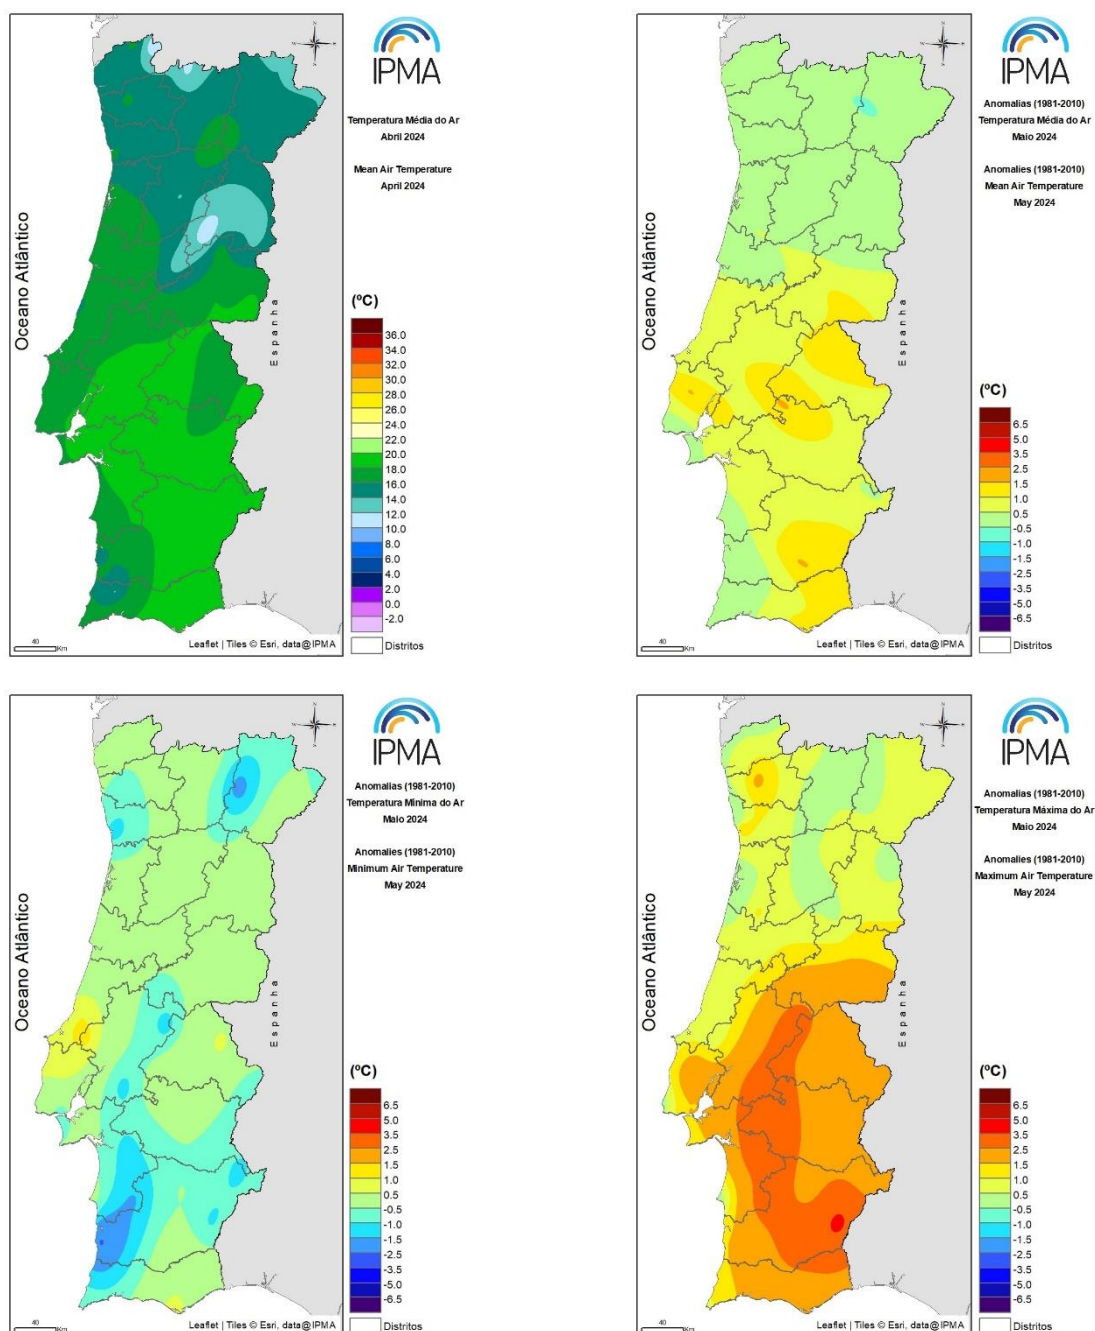 IPMA
Temperatura Média do Ar
Abril 2024
Mean Air Temperature
April 2024
Oceano Atlântico
Espanha
(ºC)
36.0
34.0
32.0
30.0
28.0
26.0
24.0
22.0
20.0
18.0
16.0
14.0
12.0
10.0
8.0
6.0
4.0
2.0
0.0
-2.0
Distritos
40
Km
Leaflet | Tiles © Esri, data@IPMA
IPMA
Anomalias (1981-2010)
Temperatura Média do Ar
Maio 2024
Anomalies (1981-2010)
Mean Air Temperature
May 2024
Oceano Atlântico
Espanha
(ºC)
6.5
5.0
3.5
2.5
1.5
1.0
0.5
-0.5
-1.0
-1.5
-2.5
-3.5
-5.0
-6.5
Distritos
40
Km
Leaflet | Tiles © Esri, data@IPMA
IPMA
Anomalias (1981-2010)
Temperatura Mínima do Ar
Maio 2024
Anomalies (1981-2010)
Minimum Air Temperature
May 2024
Oceano Atlântico
Espanha
(ºC)
6.5
5.0
3.5
2.5
1.5
1.0
0.5
-0.5
-1.0
-1.5
-2.5
-3.5
-5.0
-6.5
Distritos
40
Km
Leaflet | Tiles © Esri, data@IPMA
IPMA
Anomalias (1981-2010)
Temperatura Máxima do Ar
Maio 2024
Anomalies (1981-2010)
Maximum Air Temperature
May 2024
Oceano Atlântico
Espanha
(ºC)
6.5
5.0
3.5
2.5
1.5
1.0
0.5
-0.5
-1.0
-1.5
-2.5
-3.5
-5.0
-6.5
Distritos
40
Km
Leaflet | Tiles © Esri, data@IPMA